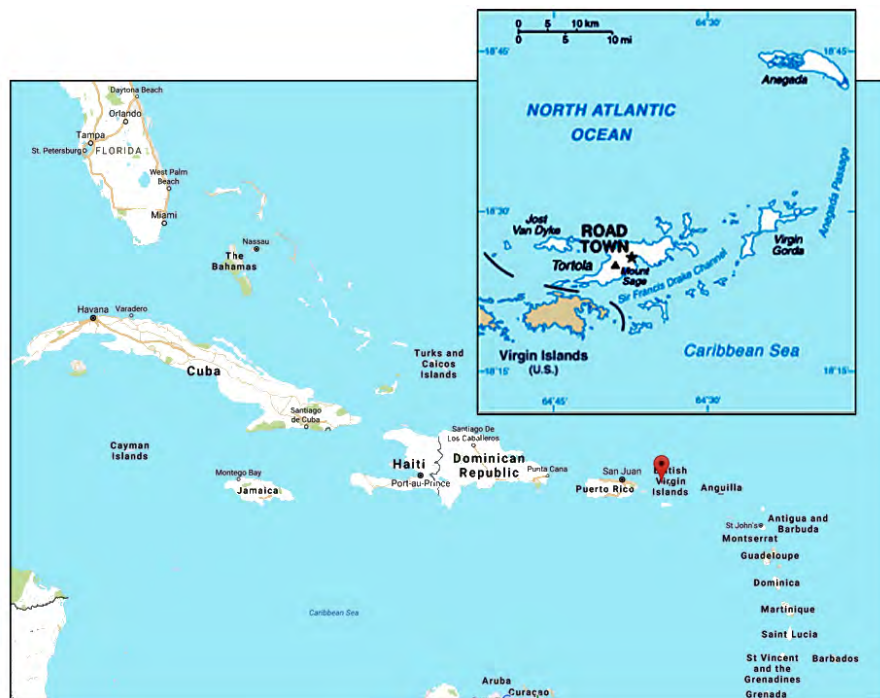 0 5 10 km
0 5 10 mi
64°30'
18°45'
18°45'
Anegada
NORTH ATLANTIC
OCEAN
Anegada Passage
18°30'
18°30'
Jost
Van Dyke
ROAD
TOWN
Tortola
Mount
Sage
Virgin
Gorda
Sir Francis Drake Channel
Virgin Islands
(U.S.)
Caribbean Sea
18°15'
18°15'
64°45'
64°30'
Daytona Beach
Orlando
Tampa
St. Petersburg
FLORIDA
West Palm
Beach
Miami
Nassau
The
Bahamas
Havana
Varadero
Cuba
Turks and
Caicos
Islands
Santiago
de Cuba
Cayman
Islands
Montego Bay
Jamaica
Haiti
Port-au-Prince
Santiago De
Los Caballeros
Dominican
Republic
Punta Cana
San Juan
Puerto Rico
Virgin
Islands
Anguilla
St John's
Antigua and
Barbuda
Montserrat
Guadeloupe
Dominica
Caribbean Sea
Martinique
Saint Lucia
St Vincent
and the
Grenadines
Barbados
Grenada
Aruba
Curaçao